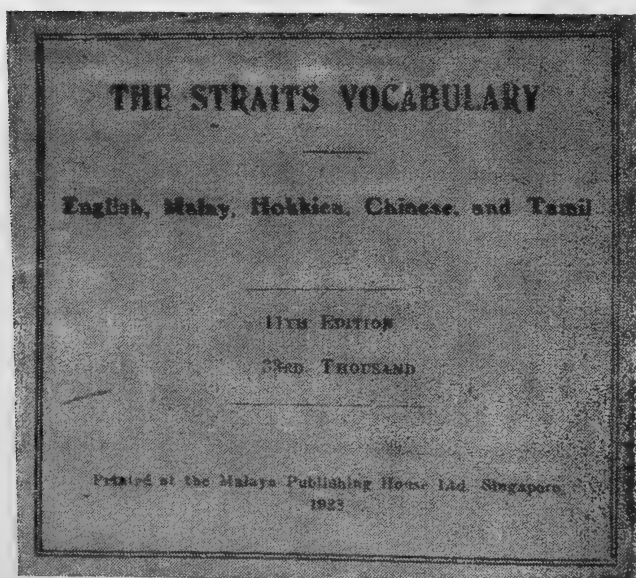 THE STRAITS VOCABULARY
English, Malay, Hokkien, Chinese, and Tamil
11TH EDITION
33RD THOUSAND
Printed at the Malaya Publishing House Ltd. Singapore
1923